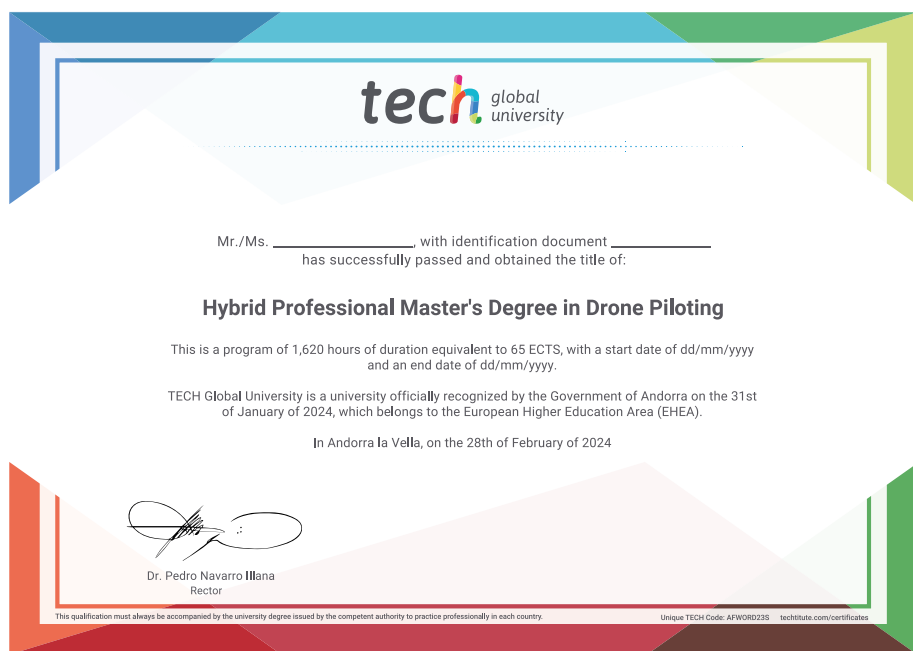 tech global
university
Mr./Ms. ____________________, with identification document ______________
has successfully passed and obtained the title of:
Hybrid Professional Master's Degree in Drone Piloting
This is a program of 1,620 hours of duration equivalent to 65 ECTS, with a start date of dd/mm/yyyy
and an end date of dd/mm/yyyy.
TECH Global University is a university officially recognized by the Government of Andorra on the 31st
of January of 2024, which belongs to the European Higher Education Area (EHEA).
In Andorra la Vella, on the 28th of February of 2024
Dr. Pedro Navarro Illana
Rector
This qualification must always be accompanied by the university degree issued by the competent authority to practice professionally in each country.
Unique TECH Code: AFWORD23S techtitute.com/certificates